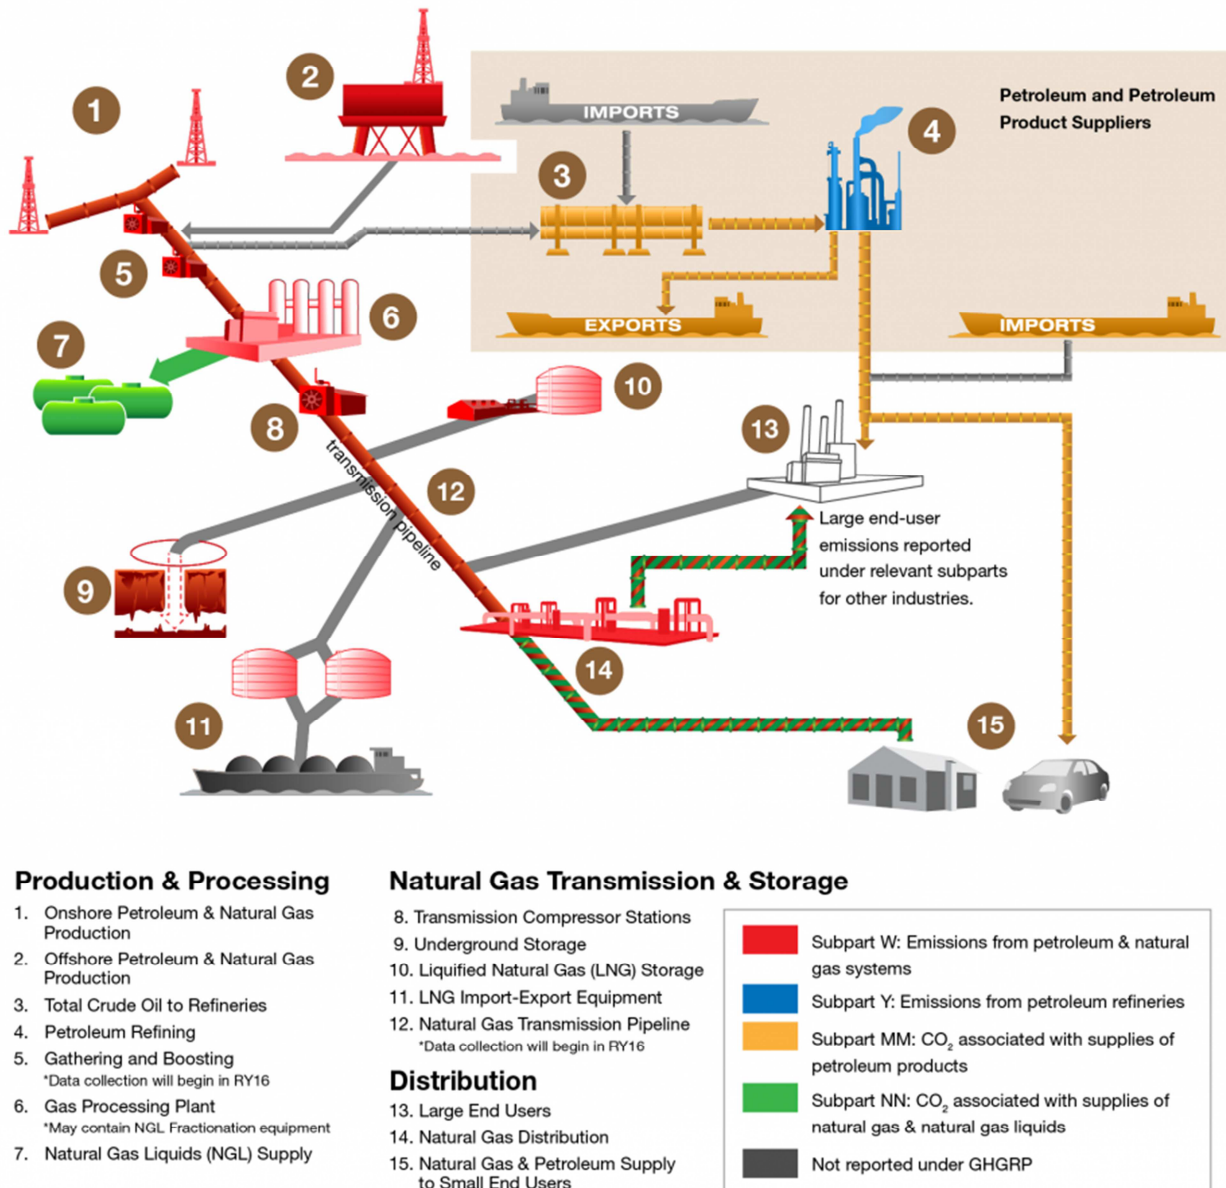 1
2
IMPORTS
Petroleum and Petroleum
Product Suppliers
4
3
5
6
EXPORTS
IMPORTS
7
10
8
13
transmission pipeline
12
Large end-user
emissions reported
under relevant subparts
for other industries.
9
14
11
15
Production & Processing
1. Onshore Petroleum & Natural Gas
Production
2. Offshore Petroleum & Natural Gas
Production
3. Total Crude Oil to Refineries
4. Petroleum Refining
5. Gathering and Boosting
*Data collection will begin in RY16
6. Gas Processing Plant
*May contain NGL Fractionation equipment
7. Natural Gas Liquids (NGL) Supply
Natural Gas Transmission & Storage
8. Transmission Compressor Stations
9. Underground Storage
10. Liquified Natural Gas (LNG) Storage
11. LNG Import-Export Equipment
12. Natural Gas Transmission Pipeline
*Data collection will begin in RY16
Distribution
13. Large End Users
14. Natural Gas Distribution
15. Natural Gas & Petroleum Supply
to Small End Users
Subpart W: Emissions from petroleum & natural
gas systems
Subpart Y: Emissions from petroleum refineries
Subpart MM: CO₂ associated with supplies of
petroleum products
Subpart NN: CO₂ associated with supplies of
natural gas & natural gas liquids
Not reported under GHGRP